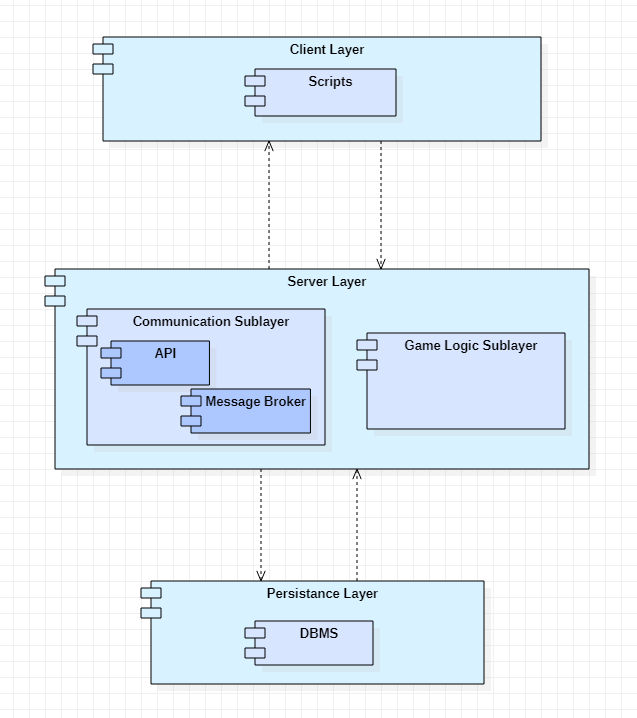 Client Layer
Scripts
Server Layer
Communication Sublayer
API
Message Broker
Game Logic Sublayer
Persistance Layer
DBMS